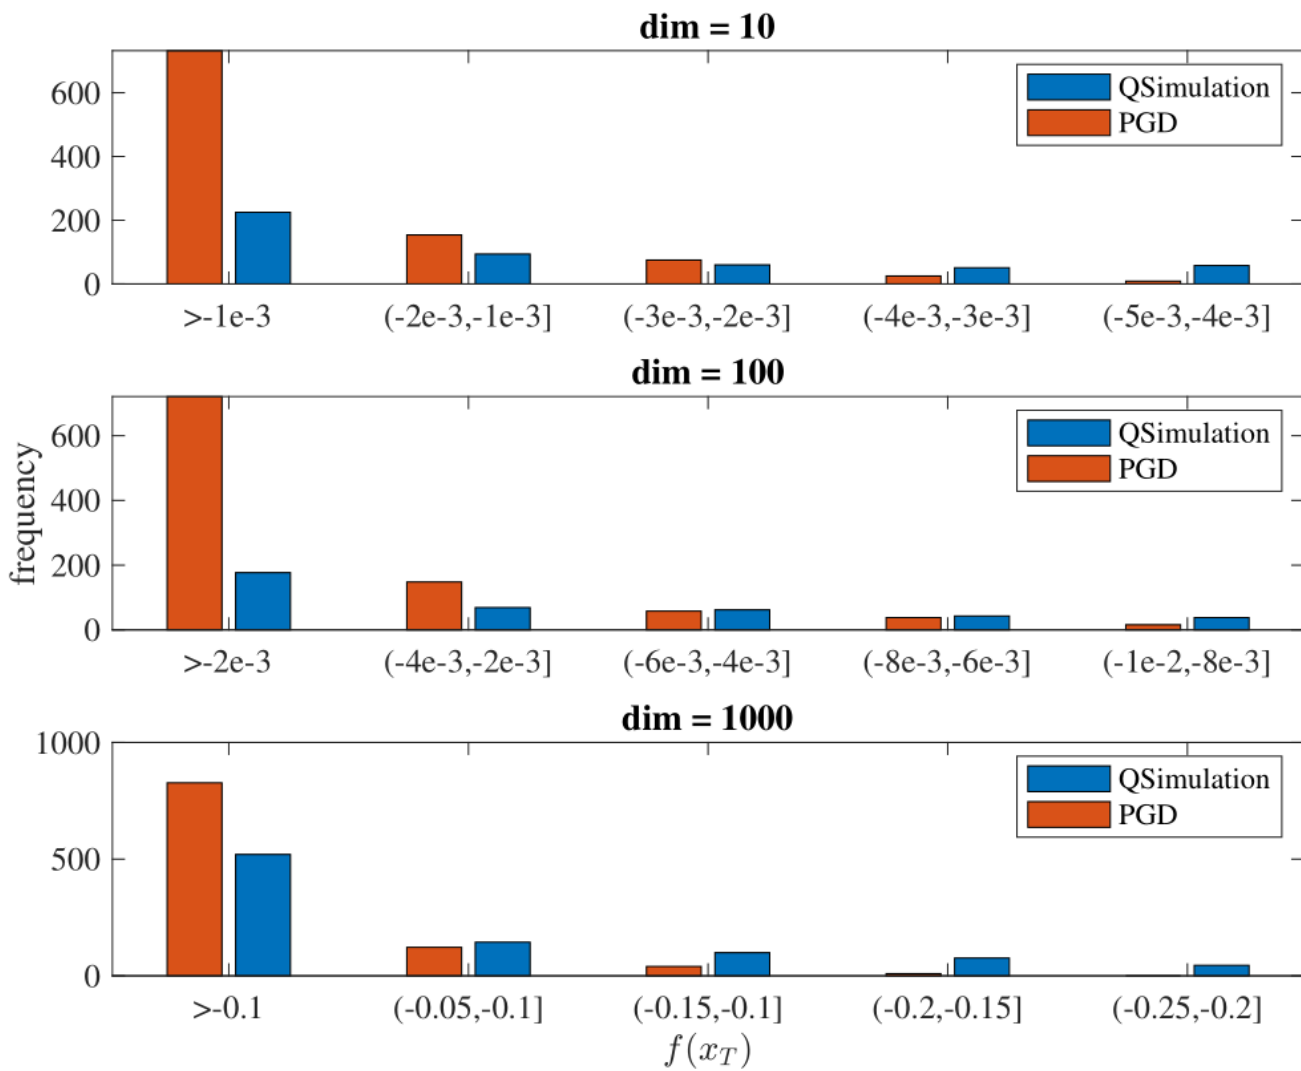 dim = 10
600
400
200
0
QSimulation
PGD
>-1e-3 (-2e-3,-1e-3] (-3e-3,-2e-3] (-4e-3,-3e-3] (-5e-3,-4e-3]
dim = 100
frequency
600
400
200
0
QSimulation
PGD
>-2e-3 (-4e-3,-2e-3] (-6e-3,-4e-3] (-8e-3,-6e-3] (-1e-2,-8e-3]
dim = 1000
1000
500
0
QSimulation
PGD
>-0.1 (-0.05,-0.1] (-0.15,-0.1] (-0.2,-0.15] (-0.25,-0.2]
f(x_T)